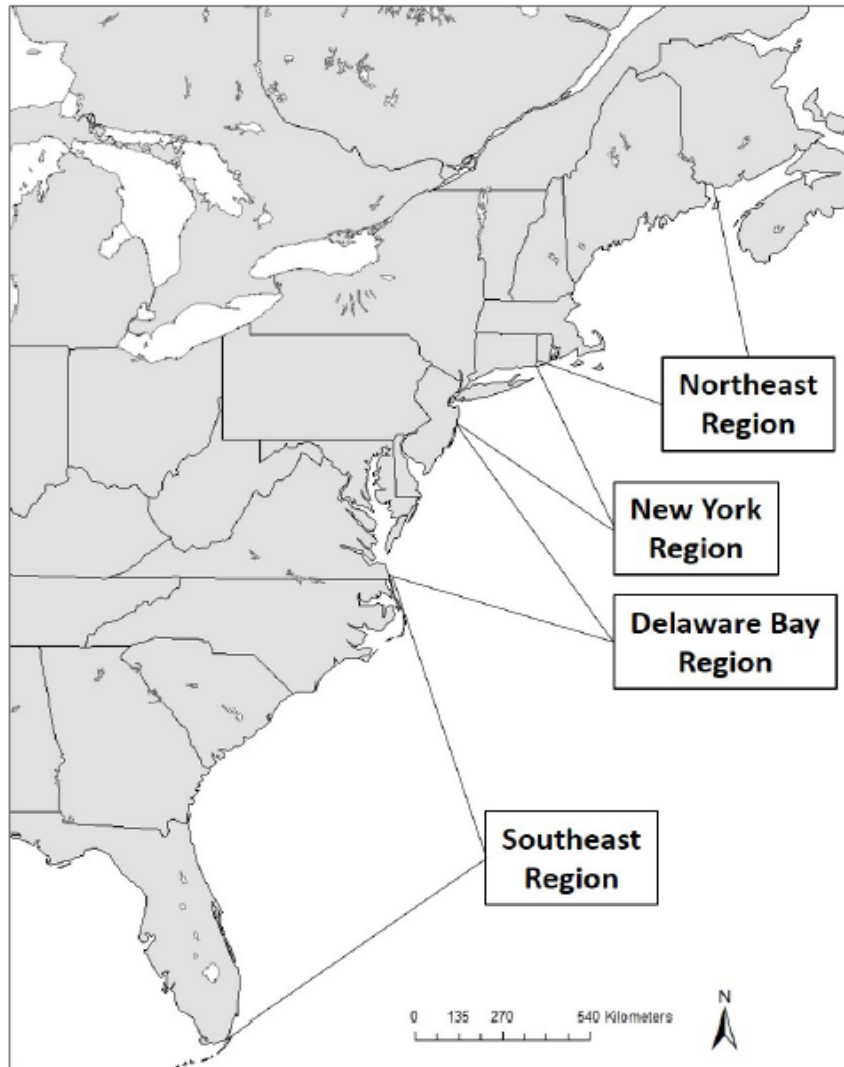 Northeast
Region
New York
Region
Delaware Bay
Region
Southeast
Region
0 135 270 540 Kilometers
N